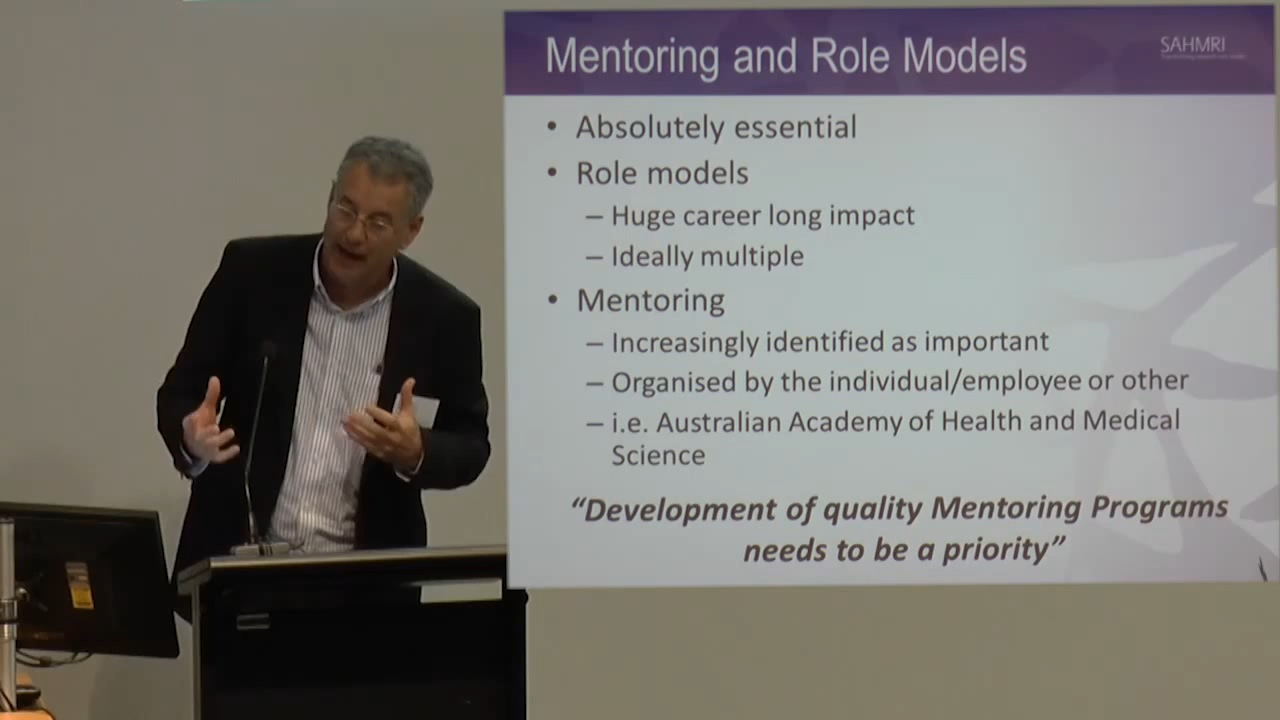 Mentoring and Role Models
SAHMRI
• Absolutely essential
• Role models
– Huge career long impact
– Ideally multiple
• Mentoring
– Increasingly identified as important
– Organised by the individual/employee or other
– i.e. Australian Academy of Health and Medical
Science
“Development of quality Mentoring Programs
needs to be a priority”